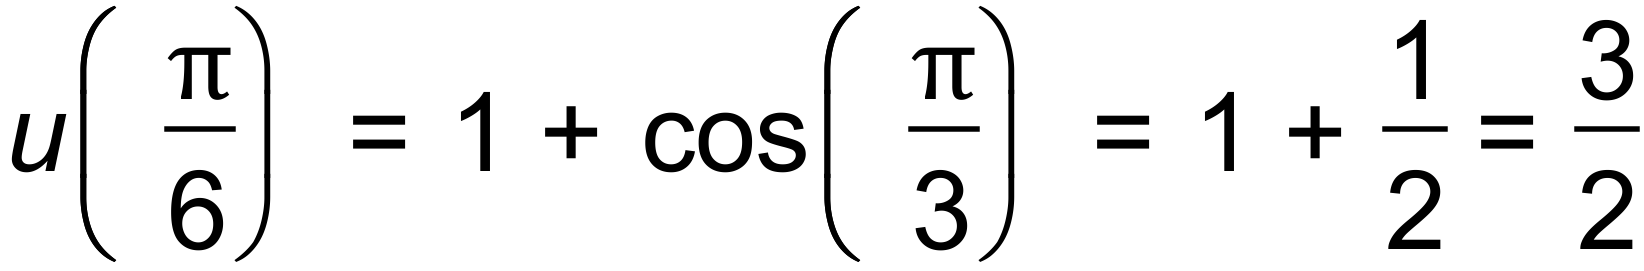 u(π/6) = 1 + cos(π/3) = 1 + 1/2 = 3/2